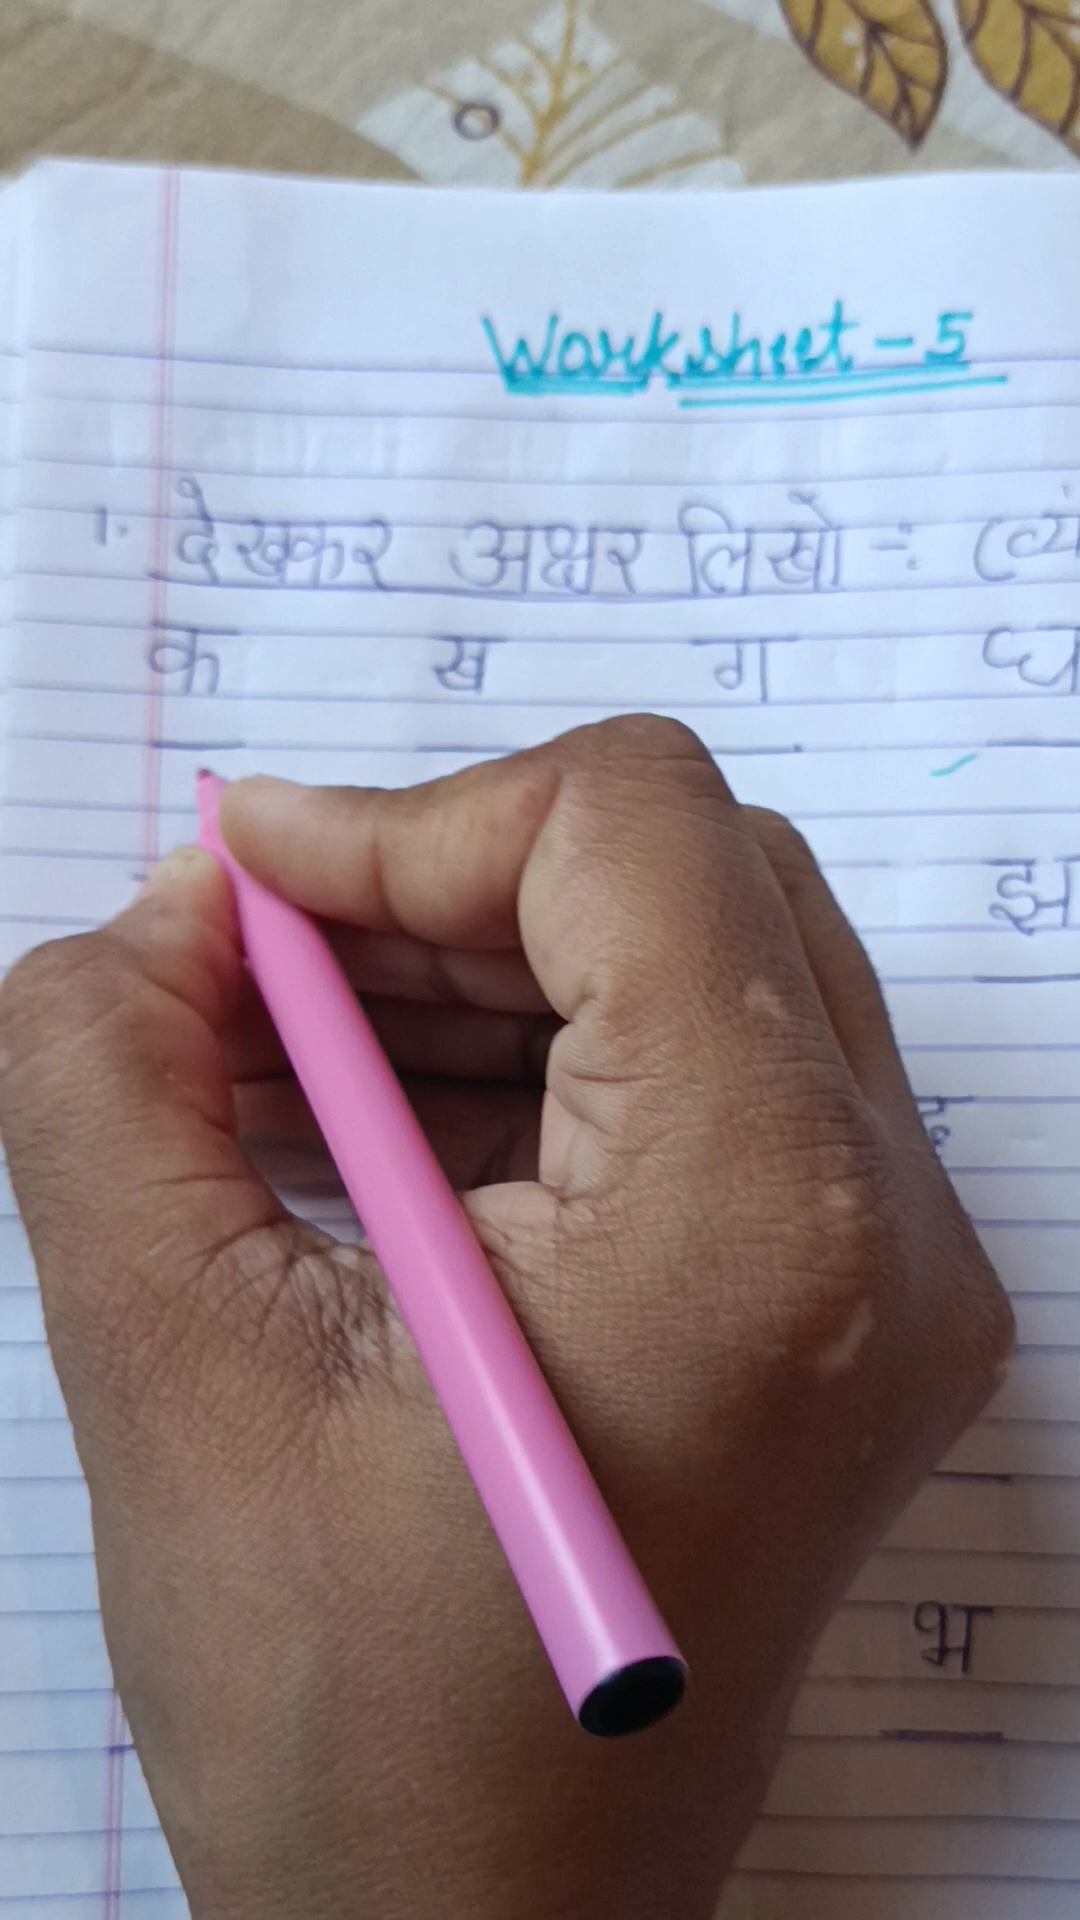 Worksheet - 5
1. देखकर अक्षर लिखो -:
क ख ग घ
झ
भ